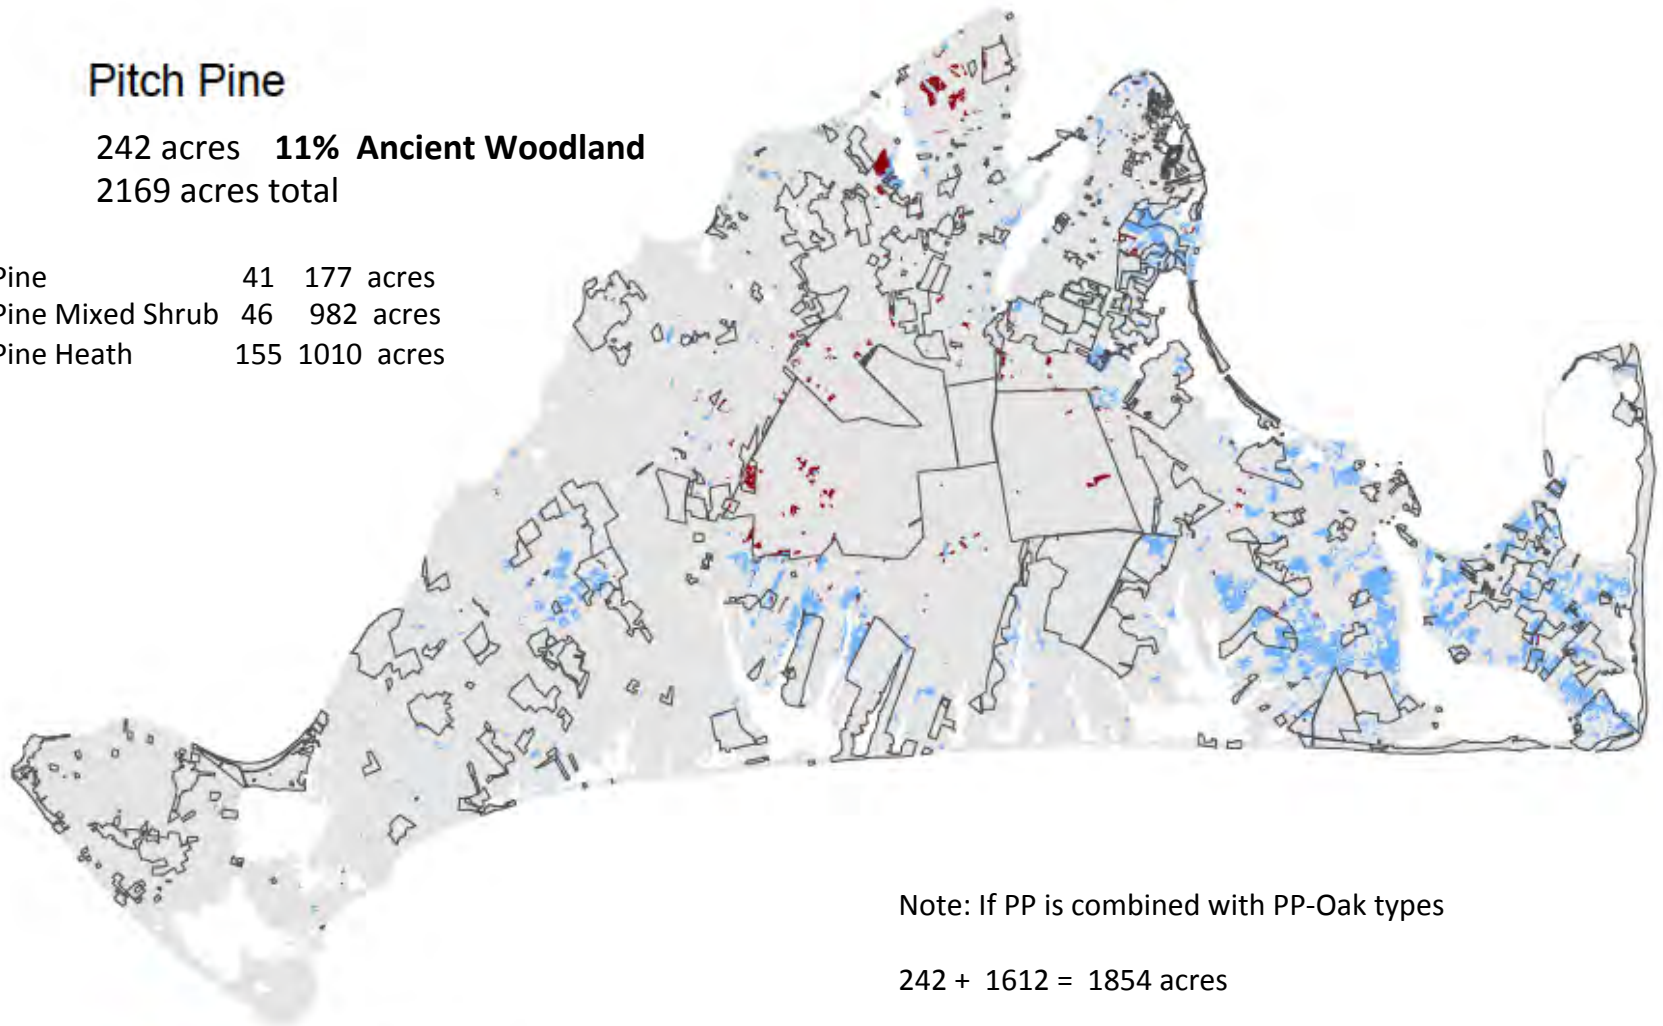 Pitch Pine
242 acres 11% Ancient Woodland
2169 acres total
Pine 41 177 acres
Pine Mixed Shrub 46 982 acres
Pine Heath 155 1010 acres
Note: If PP is combined with PP-Oak types
242 + 1612 = 1854 acres